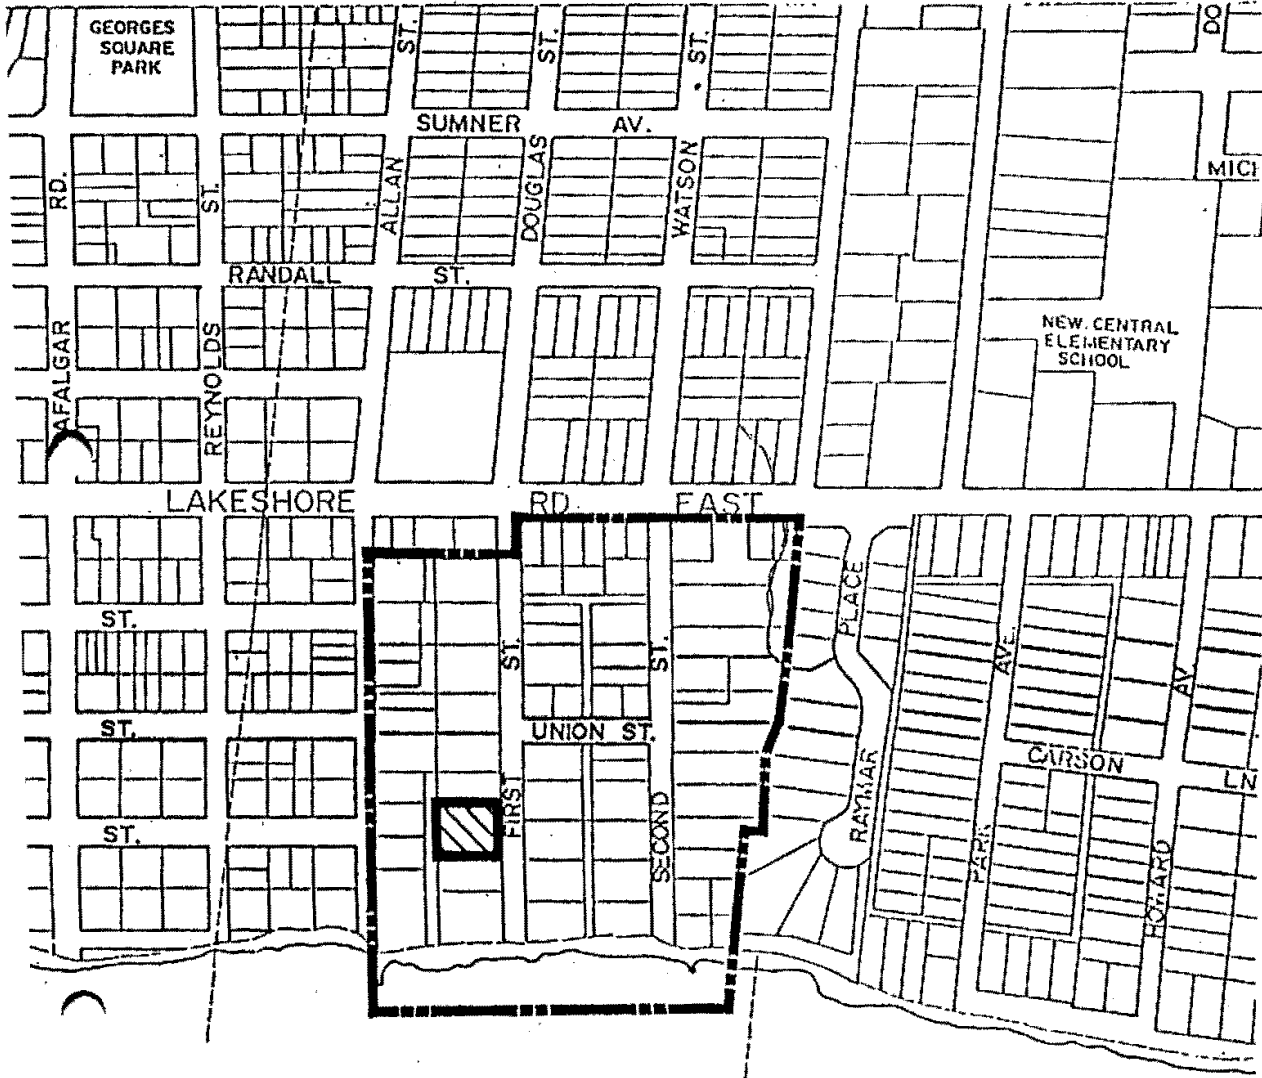 GEORGES
SQUARE
PARK
ST.
ST.
ST.
DO
SUMNER AV.
RD.
ST.
ALLAN
DOUGLAS
WATSON
MICI
RANDALL ST.
AFALGAR
REYNOLDS
NEW CENTRAL
ELEMENTARY
SCHOOL
LAKESHORE RD EAST
PLACE
ST.
ST.
ST.
AVE.
AV.
ST.
UNION ST.
CARSON
LN
FIRST
SECOND
RAYMAR
ST.
PARK
HOWARD